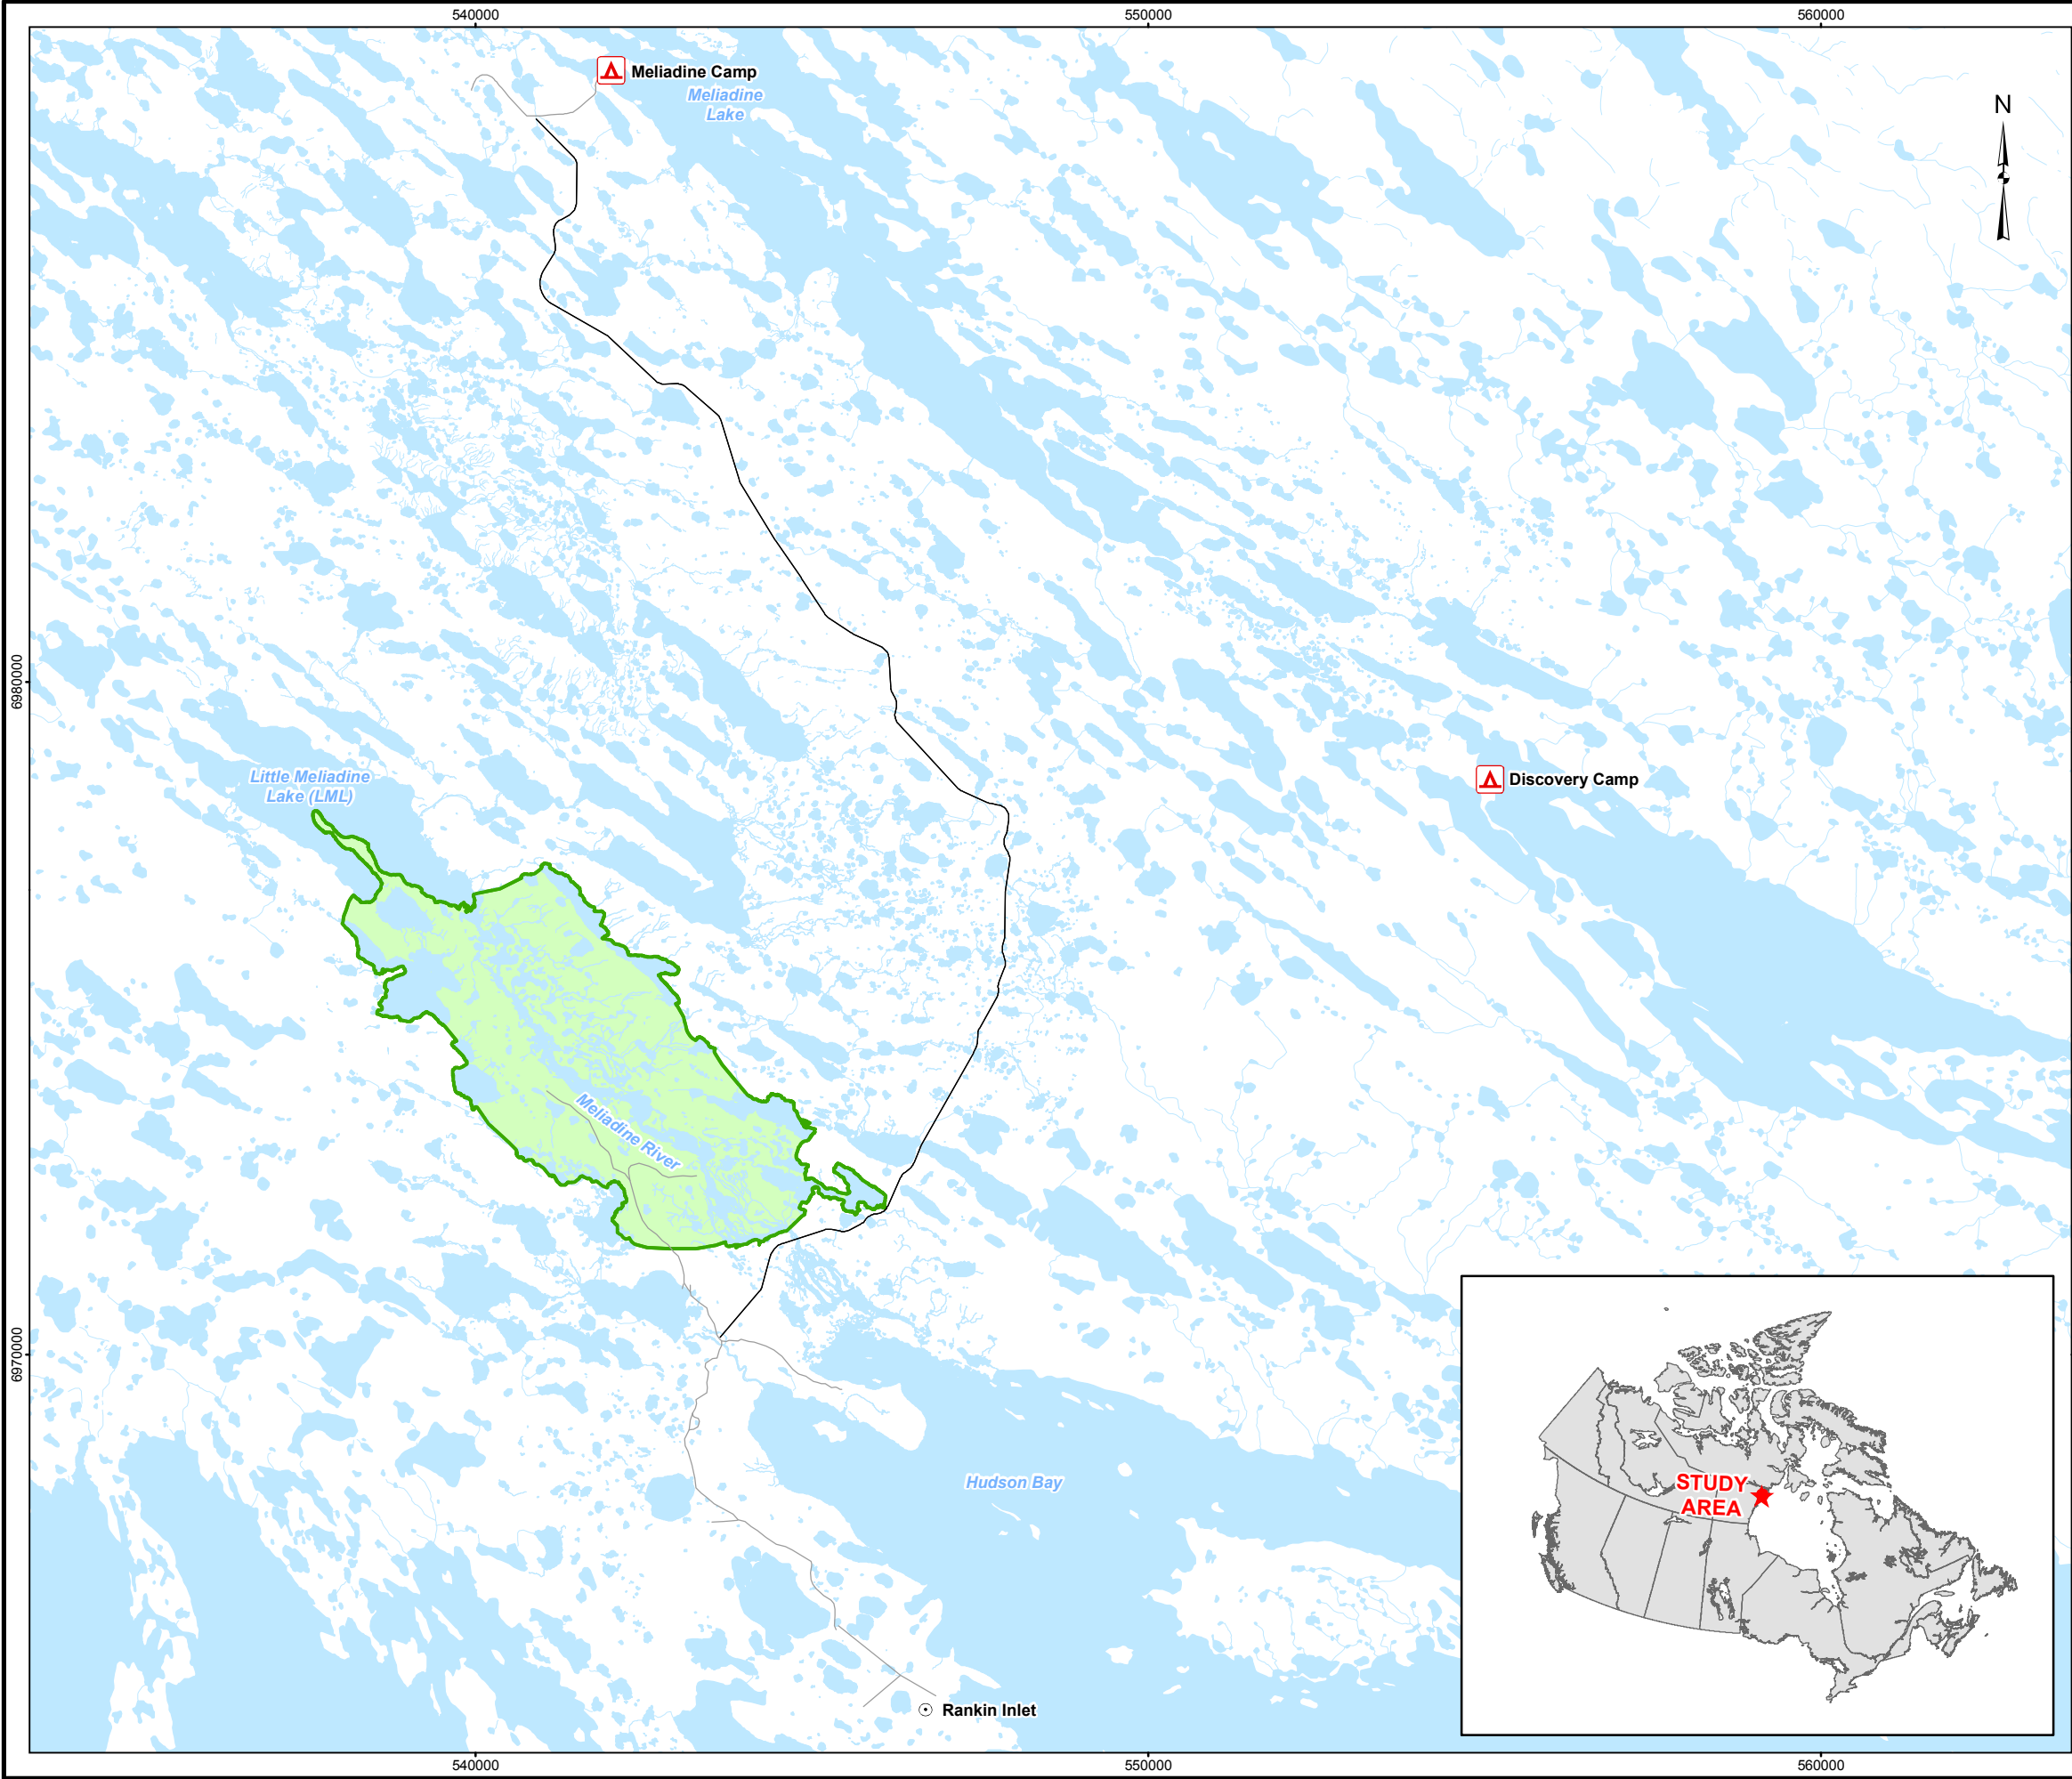 540000
550000
560000
N
Meliadine Camp
Meliadine
Lake
6980000
Little Meliadine
Lake (LML)
Discovery Camp
Meliadine River
6970000
Hudson Bay
STUDY
AREA
Rankin Inlet
540000
550000
560000